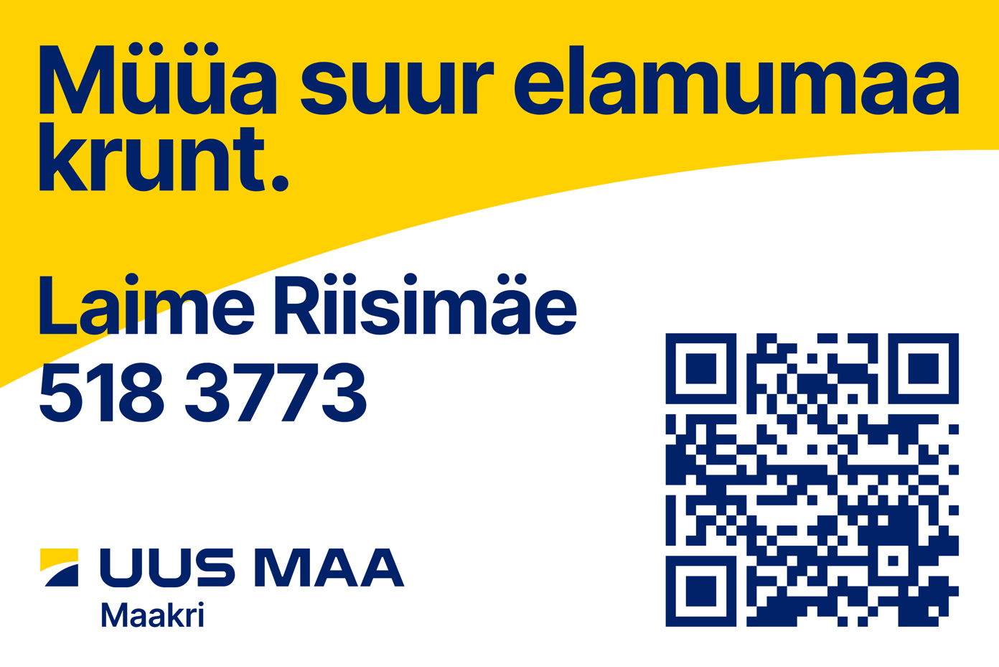 Müüa suur elamumaa
krunt.
Laime Riisimäe
518 3773
UUS MAA
Maakri